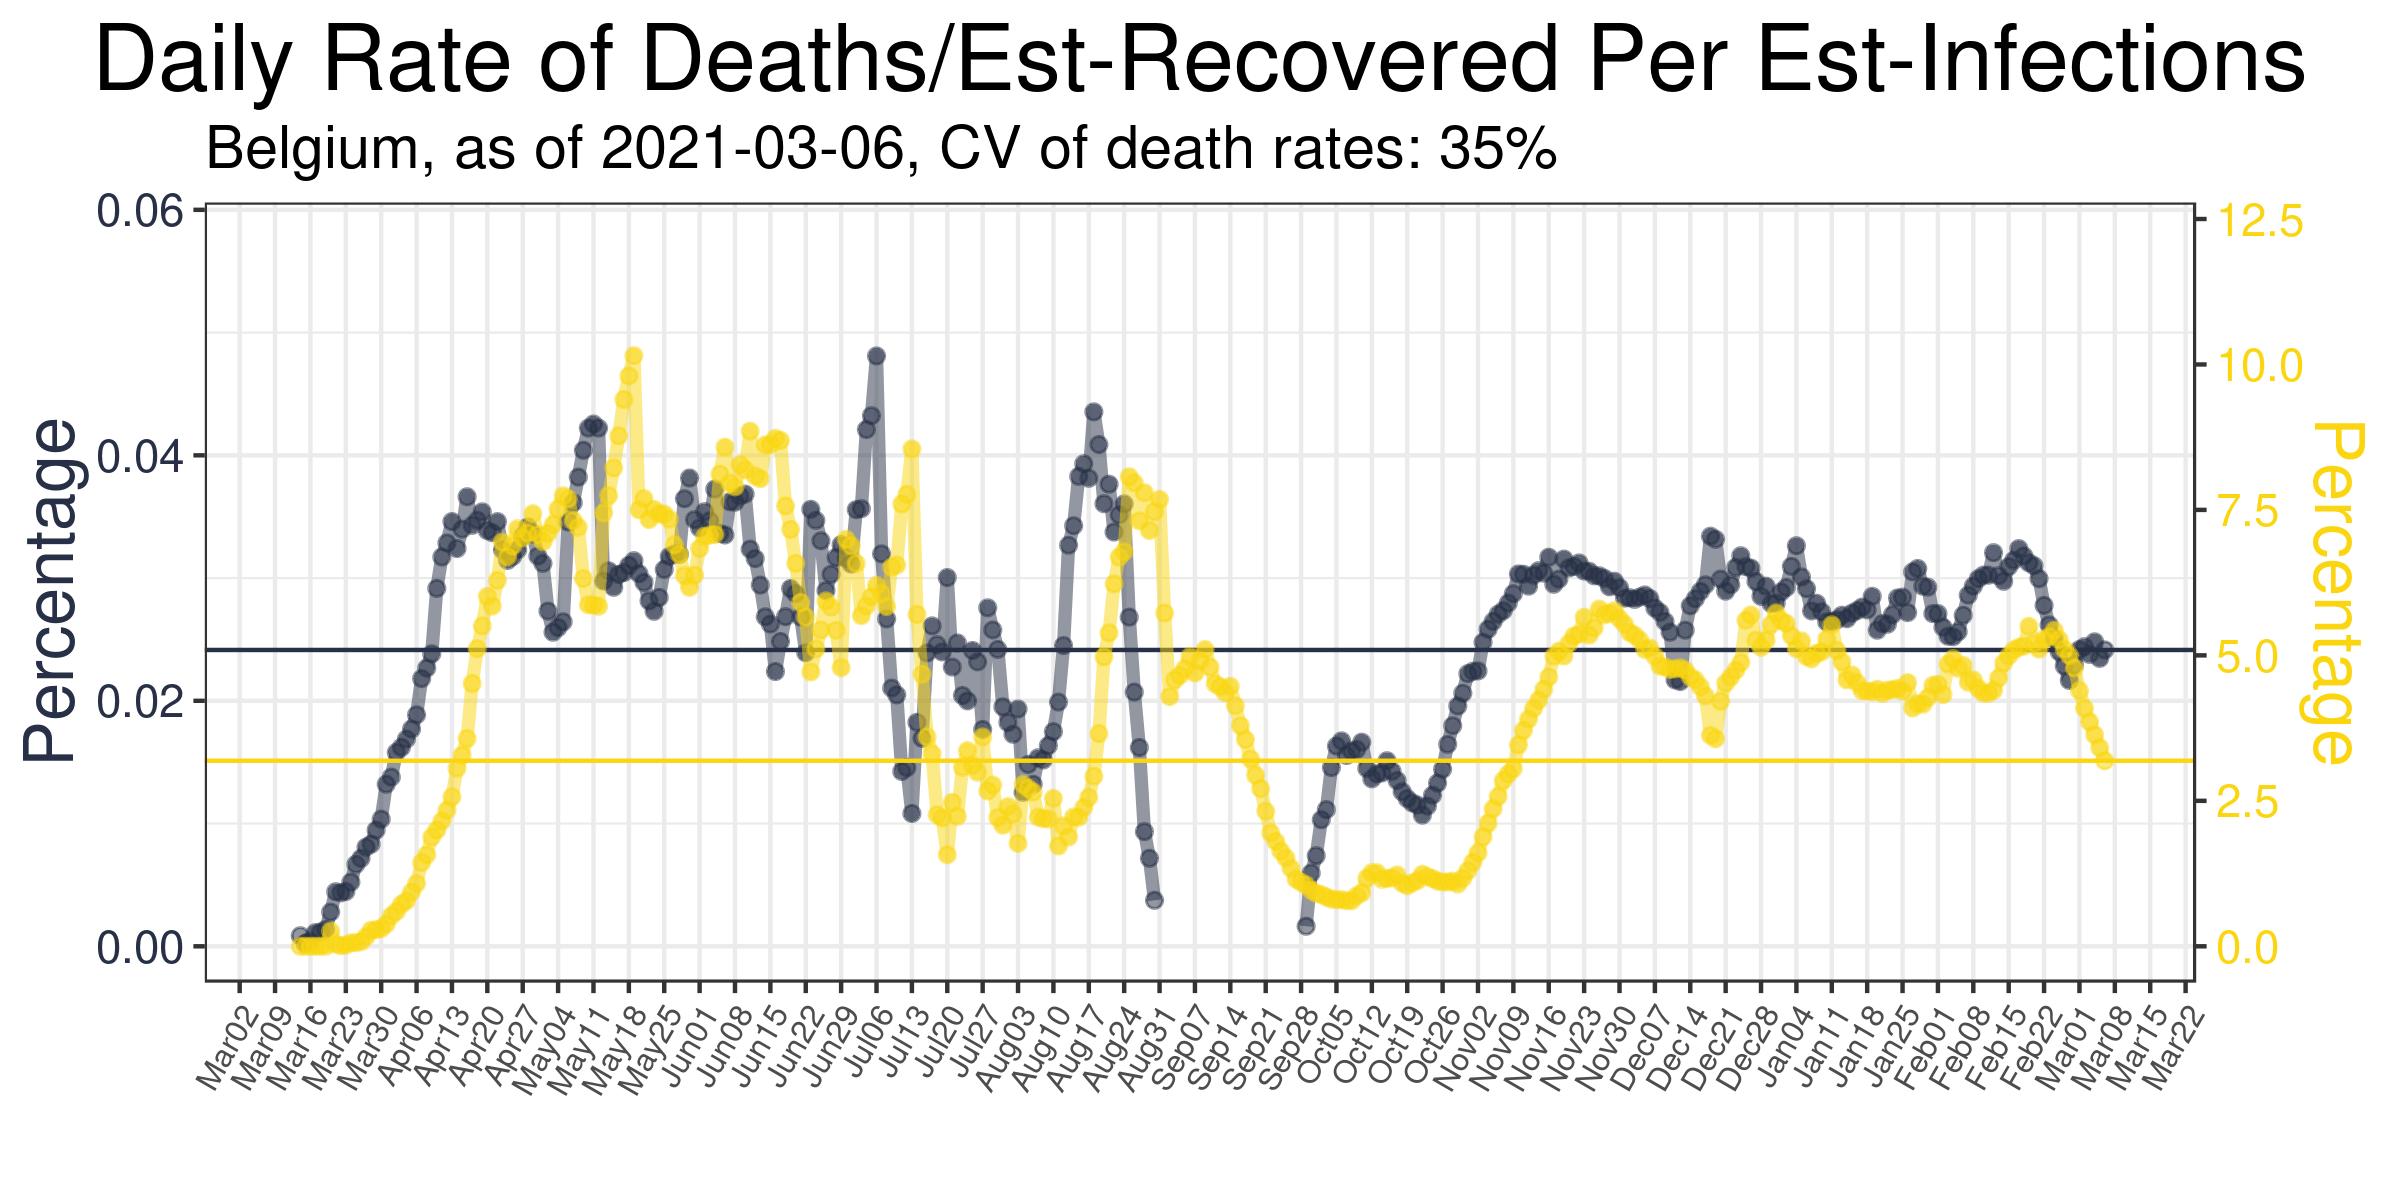 Daily Rate of Deaths/Est-Recovered Per Est-Infections
Belgium, as of 2021-03-06, CV of death rates: 35%
Percentage
0.06
0.04
0.02
0.00
12.5
10.0
7.5
5.0
2.5
0.0
Percentage
Mar02
Mar09
Mar16
Mar23
Mar30
Apr06
Apr13
Apr20
Apr27
May04
May11
May18
May25
Jun01
Jun08
Jun15
Jun22
Jun29
Jul06
Jul13
Jul20
Jul27
Aug03
Aug10
Aug17
Aug24
Aug31
Sep07
Sep14
Sep21
Sep28
Oct05
Oct12
Oct19
Oct26
Nov02
Nov09
Nov16
Nov23
Nov30
Dec07
Dec14
Dec21
Dec28
Dec04
Jan11
Jan18
Jan25
Feb01
Feb08
Feb15
Feb22
Mar01
Mar08
Mar15
Mar22